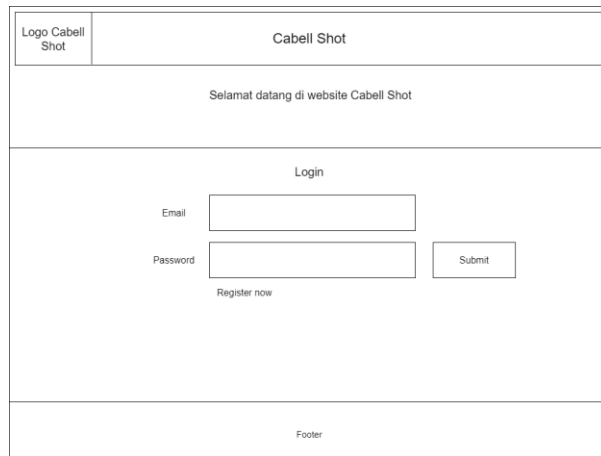 Logo Cabell
Shot
Cabell Shot
Selamat datang di website Cabell Shot
Login
Email
Password
Submit
Register now
Footer